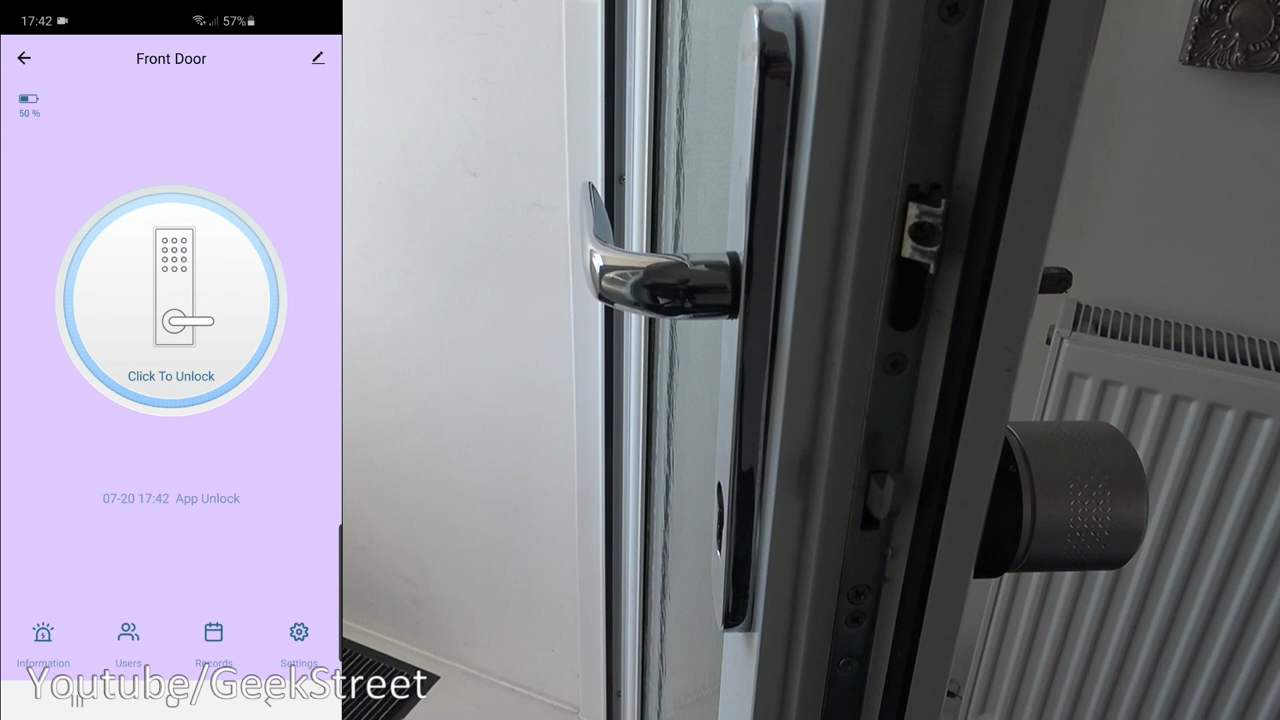 17:42 57%
Front Door
50 %
Click To Unlock
07-20 17:42 App Unlock
Information Users Records Settings
Youtube/GeekStreet